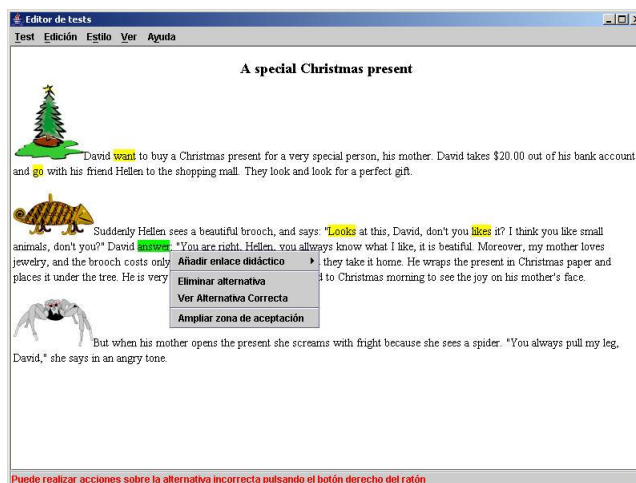 Editor de tests
Test Edición Estilo Ver Ayuda
A special Christmas present
David want to buy a Christmas present for a very special person, his mother. David takes $20.00 out of his bank account
and go with his friend Hellen to the shopping mall. They look and look for a perfect gift.
Suddenly Hellen sees a beautiful brooch, and says: "Looks at this, David, don't you likes it? I think you like small
animals, don't you?" David answer: "You are right, Hellen, you allways know what I like, it is beatiful. Moreover, my mother loves
jewelry, and the brooch costs only they take it home. He wraps the present in Christmas paper and
places it under the tree. He is very d to Christmas morning to see the joy on his mother's face.
Añadir enlace didáctico
Eliminar alternativa
Ver Alternativa Correcta
Ampliar zona de aceptación
But when his mother opens the present she screams with fright because she sees a spider. "You always pull my leg,
David," she says in an angry tone.
Puede realizar acciones sobre la alternativa incorrecta pulsando el botón derecho del ratón